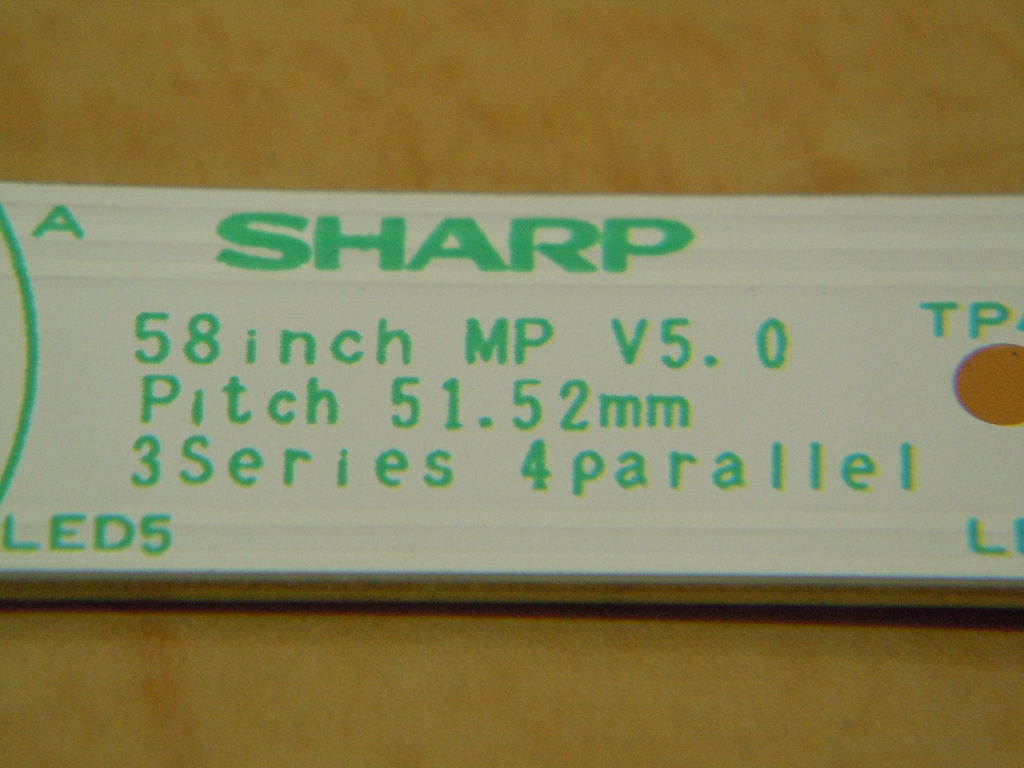 A
SHARP
58inch MP V5.0
Pitch 51.52mm
3Series 4parallel
LED5